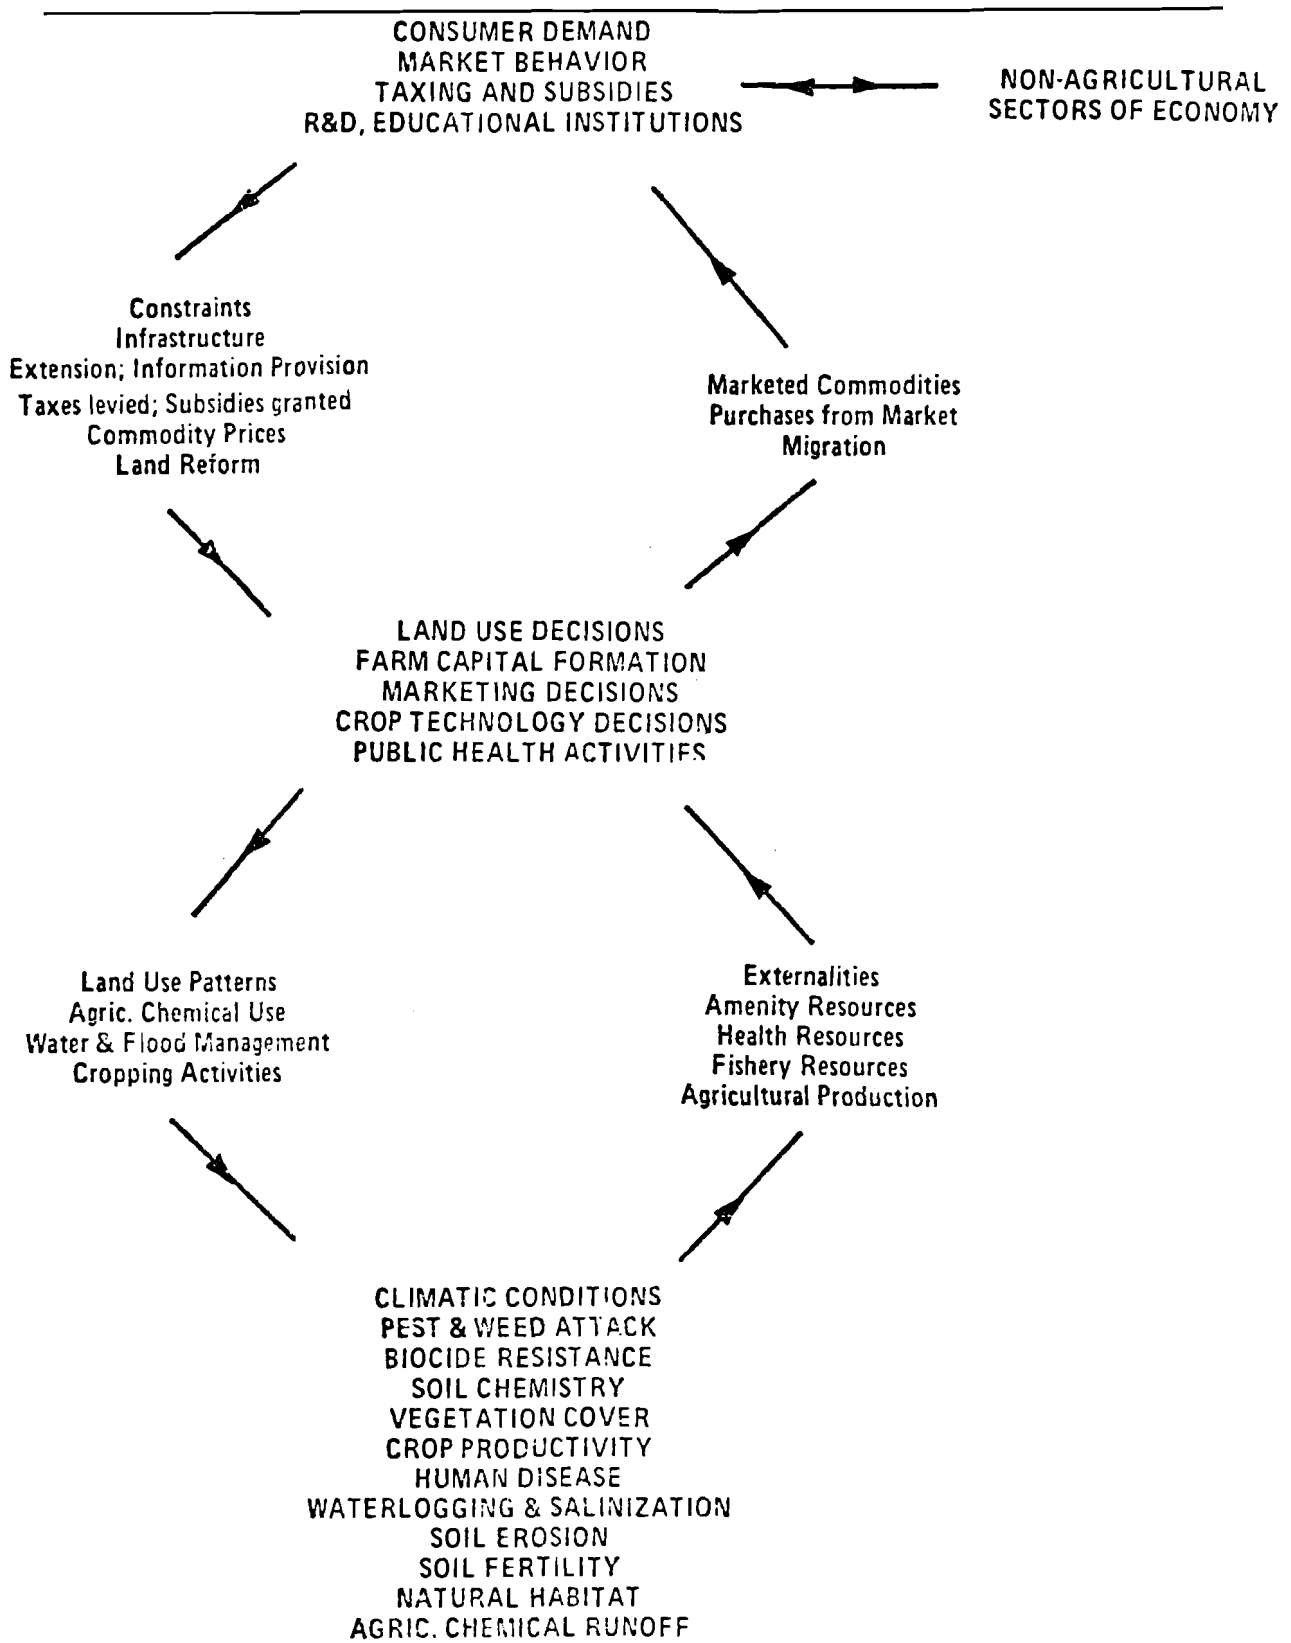 CONSUMER DEMAND
MARKET BEHAVIOR
TAXING AND SUBSIDIES
R&D, EDUCATIONAL INSTITUTIONS
NON-AGRICULTURAL
SECTORS OF ECONOMY
Constraints
Infrastructure
Extension; Information Provision
Taxes levied; Subsidies granted
Commodity Prices
Land Reform
Marketed Commodities
Purchases from Market
Migration
LAND USE DECISIONS
FARM CAPITAL FORMATION
MARKETING DECISIONS
CROP TECHNOLOGY DECISIONS
PUBLIC HEALTH ACTIVITIES
Land Use Patterns
Agric. Chemical Use
Water & Flood Management
Cropping Activities
Externalities
Amenity Resources
Health Resources
Fishery Resources
Agricultural Production
CLIMATIC CONDITIONS
PEST & WEED ATTACK
BIOCIDE RESISTANCE
SOIL CHEMISTRY
VEGETATION COVER
CROP PRODUCTIVITY
HUMAN DISEASE
WATERLOGGING & SALINIZATION
SOIL EROSION
SOIL FERTILITY
NATURAL HABITAT
AGRIC. CHEMICAL RUNOFF